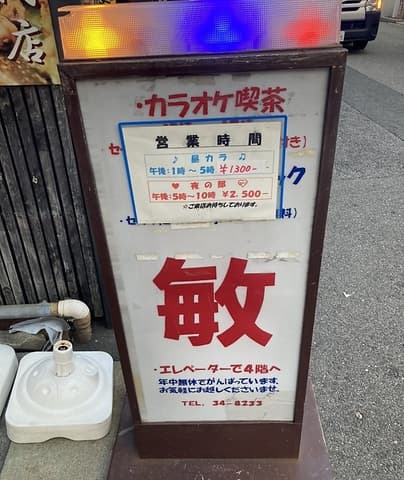 店
・カラオケ喫茶
営業時間
♪ 昼カラ ♫
午後:1時〜5時 ¥1300-
♥ 夜の部
午後:5時〜10時 ¥2.500-
☆ご来店お待ちしております。
敏
・エレベーターで4階へ
年中無休でがんばっています。
お気軽にお越しくださいませ。
TEL. 34-8233